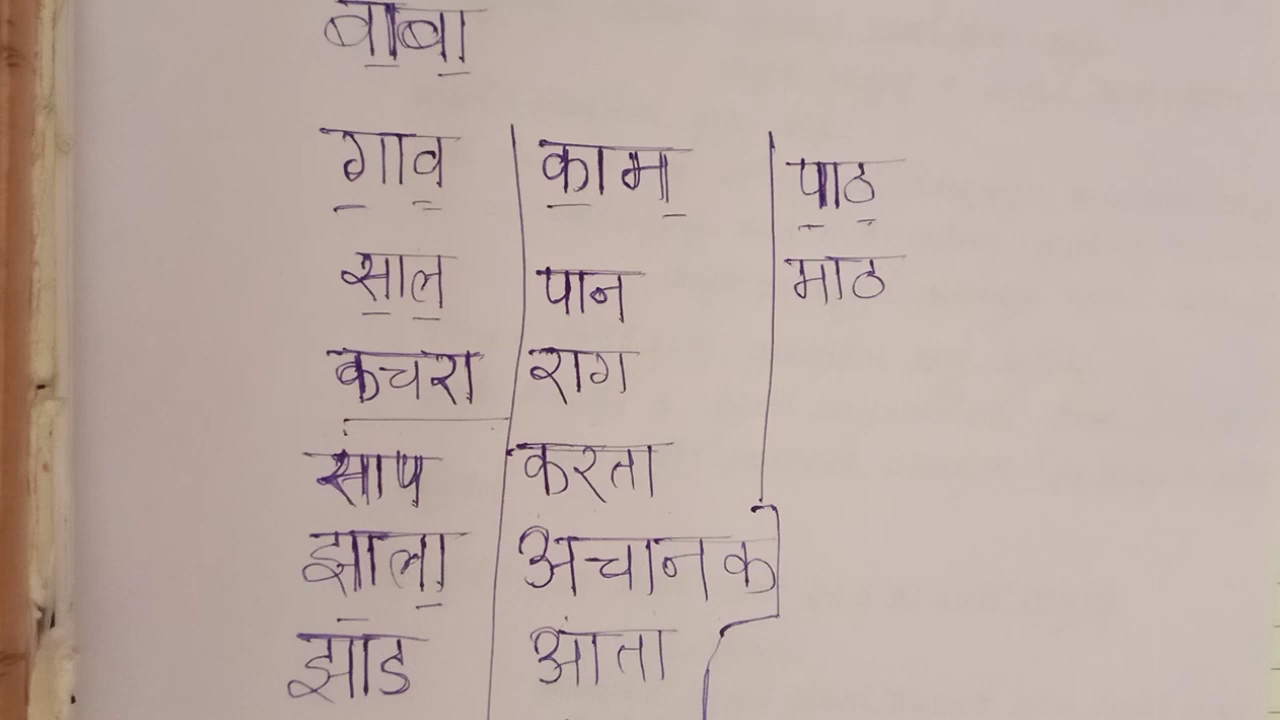 बाबा
गाव काम पाठ
साल पान माठ
कचरा राग
साप करता
झाला अचानक
झाड आता